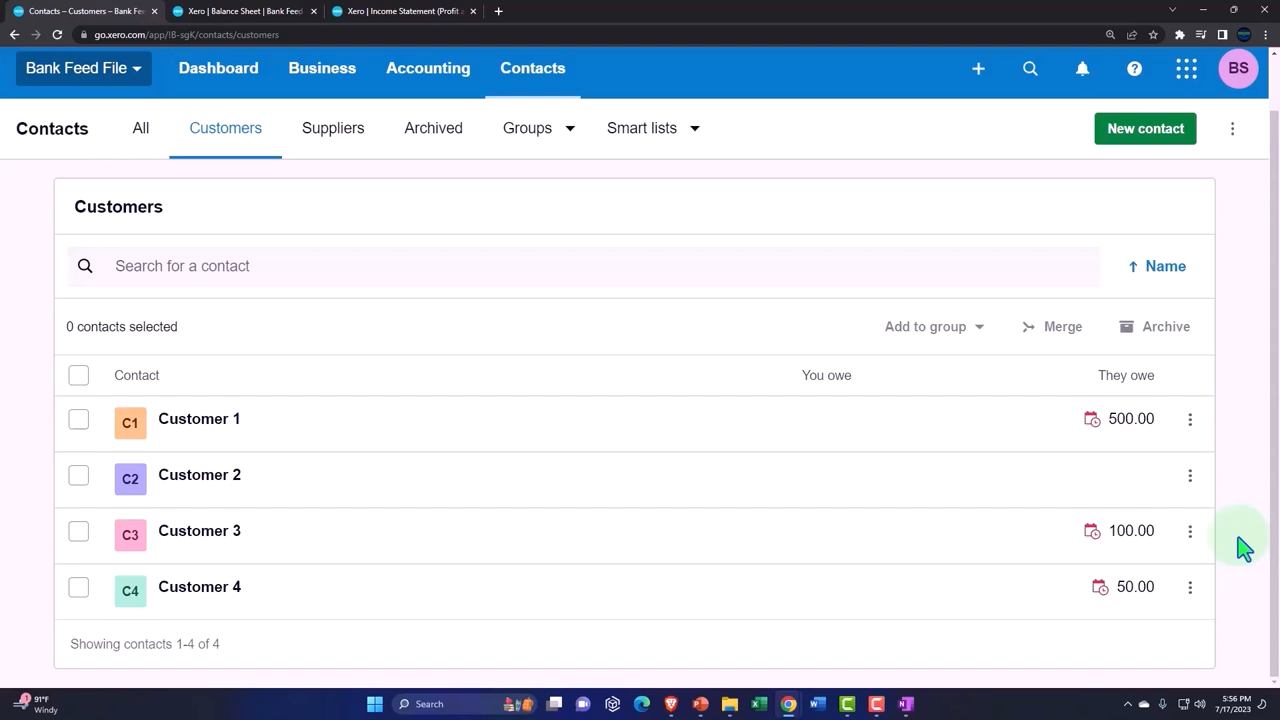 Contacts – Customers – Bank Fee
Xero | Balance Sheet | Bank Feed
Xero | Income Statement (Profit a
go.xero.com/app/!8-sgK/contacts/customers
Bank Feed File
Dashboard
Business
Accounting
Contacts
BS
Contacts
All
Customers
Suppliers
Archived
Groups
Smart lists
New contact
Customers
Search for a contact
Name
0 contacts selected
Add to group
Merge
Archive
Contact
You owe
They owe
C1
Customer 1
500.00
C2
Customer 2
C3
Customer 3
100.00
C4
Customer 4
50.00
Showing contacts 1-4 of 4
91°F
Windy
Search
5:56 PM
7/17/2023